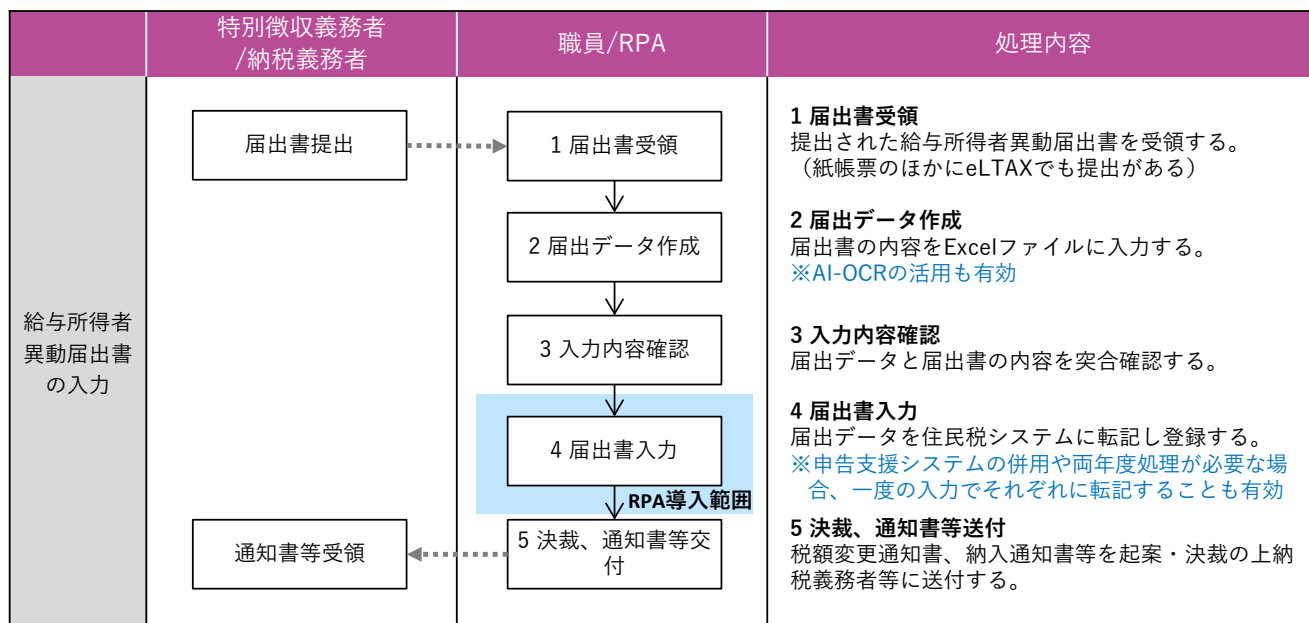 特別徴収義務者
/納税義務者
職員/RPA
処理内容
給与所得者
異動届出書
の入力
届出書提出
1 届出書受領
2 届出データ作成
3 入力内容確認
4 届出書入力
RPA導入範囲
通知書等受領
5 決裁、通知書等交
付
1 届出書受領
提出された給与所得者異動届出書を受領する。
（紙帳票のほかにeLTAXでも提出がある）
2 届出データ作成
届出書の内容をExcelファイルに入力する。
※AI-OCRの活用も有効
3 入力内容確認
届出データと届出書の内容を突合確認する。
4 届出書入力
届出データを住民税システムに転記し登録する。
※申告支援システムの併用や両年度処理が必要な場
合、一度の入力でそれぞれに転記することも有効
5 決裁、通知書等送付
税額変更通知書、納入通知書等を起案・決裁の上納
税義務者等に送付する。